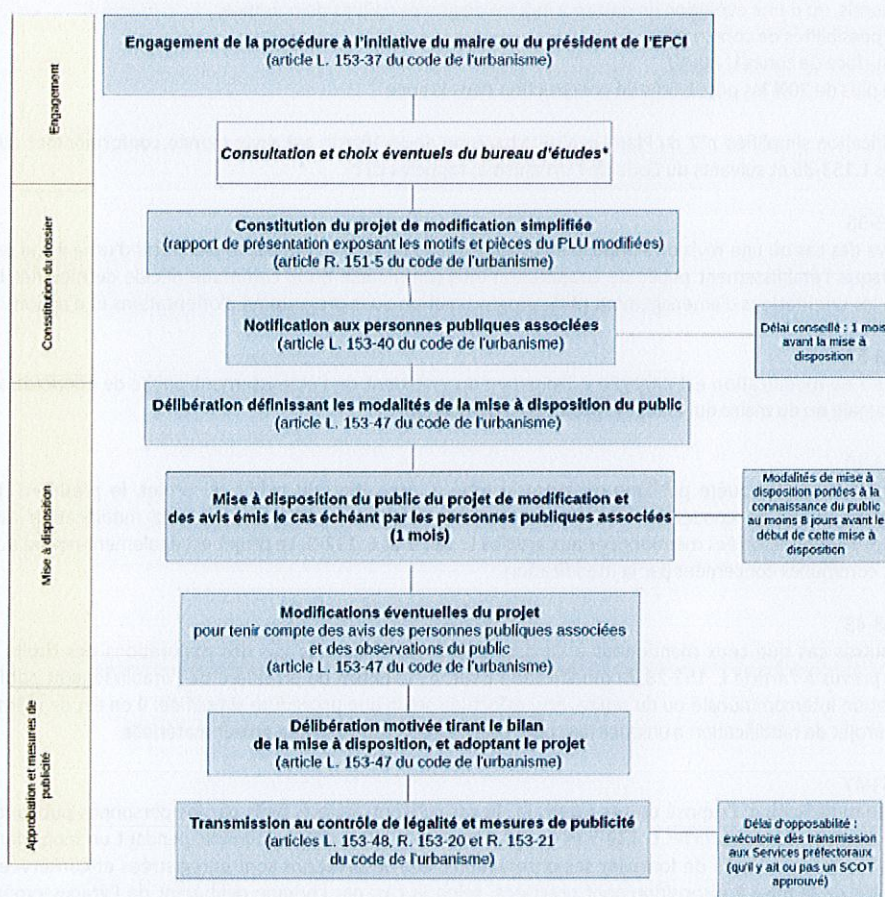 Engagement
Engagement de la procédure à l'initiative du maire ou du président de l'EPCI
(article L. 153-37 du code de l'urbanisme)
Consultation et choix éventuels du bureau d'études*
Constitution du dossier
Constitution du projet de modification simplifiée
(rapport de présentation exposant les motifs et pièces du PLU modifiées)
(article R. 151-5 du code de l'urbanisme)
Notification aux personnes publiques associées
(article L. 153-40 du code de l'urbanisme)
Délai conseillé : 1 mois
avant la mise à
disposition
Mise à disposition
Délibération définissant les modalités de la mise à disposition du public
(article L. 153-47 du code de l'urbanisme)
Mise à disposition du public du projet de modification et
des avis émis le cas échéant par les personnes publiques associées
(1 mois)
Modalités de mise à
disposition portées à la
connaissance du public
au moins 8 jours avant le
début de cette mise à
disposition
Modifications éventuelles du projet
pour tenir compte des avis des personnes publiques associées
et des observations du public
(article L. 153-47 du code de l'urbanisme)
Approbation et mesures de
publicité
Délibération motivée tirant le bilan
de la mise à disposition, et adoptant le projet
(article L. 153-47 du code de l'urbanisme)
Transmission au contrôle de légalité et mesures de publicité
(articles L. 153-48, R. 153-20 et R. 153-21
du code de l'urbanisme)
Délai d'opposabilité :
exécutoire dès transmission
aux Services préfectoraux
(qu'il y ait ou pas un SCOT
approuvé)